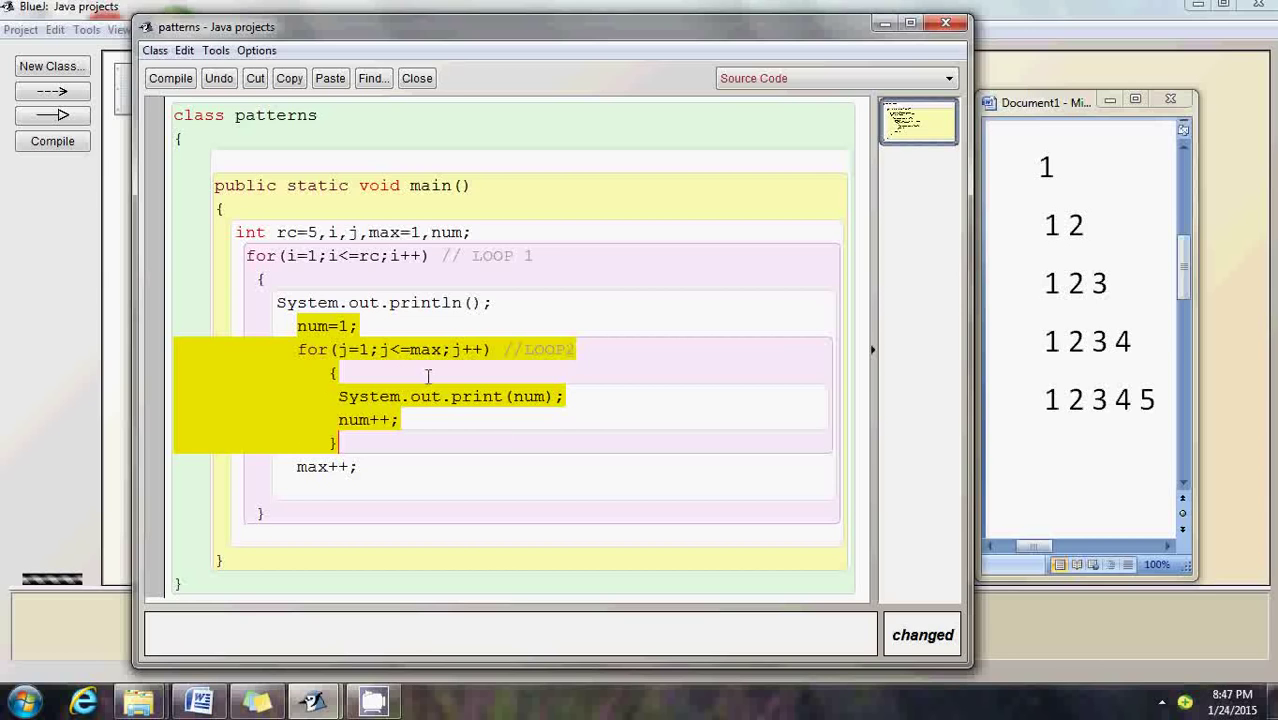 BlueJ: Java projects
Project Edit Tools View
patterns - Java projects
Class Edit Tools Options
Compile Undo Cut Copy Paste Find... Close
Source Code
New Class...
Compile
class patterns
{
public static void main()
{
int rc=5,i,j,max=1,num;
for(i=1;i<=rc;i++) // LOOP 1
{
System.out.println();
num=1;
for(j=1;j<=max;j++) //LOOP2
{
System.out.print(num);
num++;
}
max++;
}
}
}
changed
Document1 - Mi...
1
1 2
1 2 3
1 2 3 4
1 2 3 4 5
100%
8:47 PM
1/24/2015